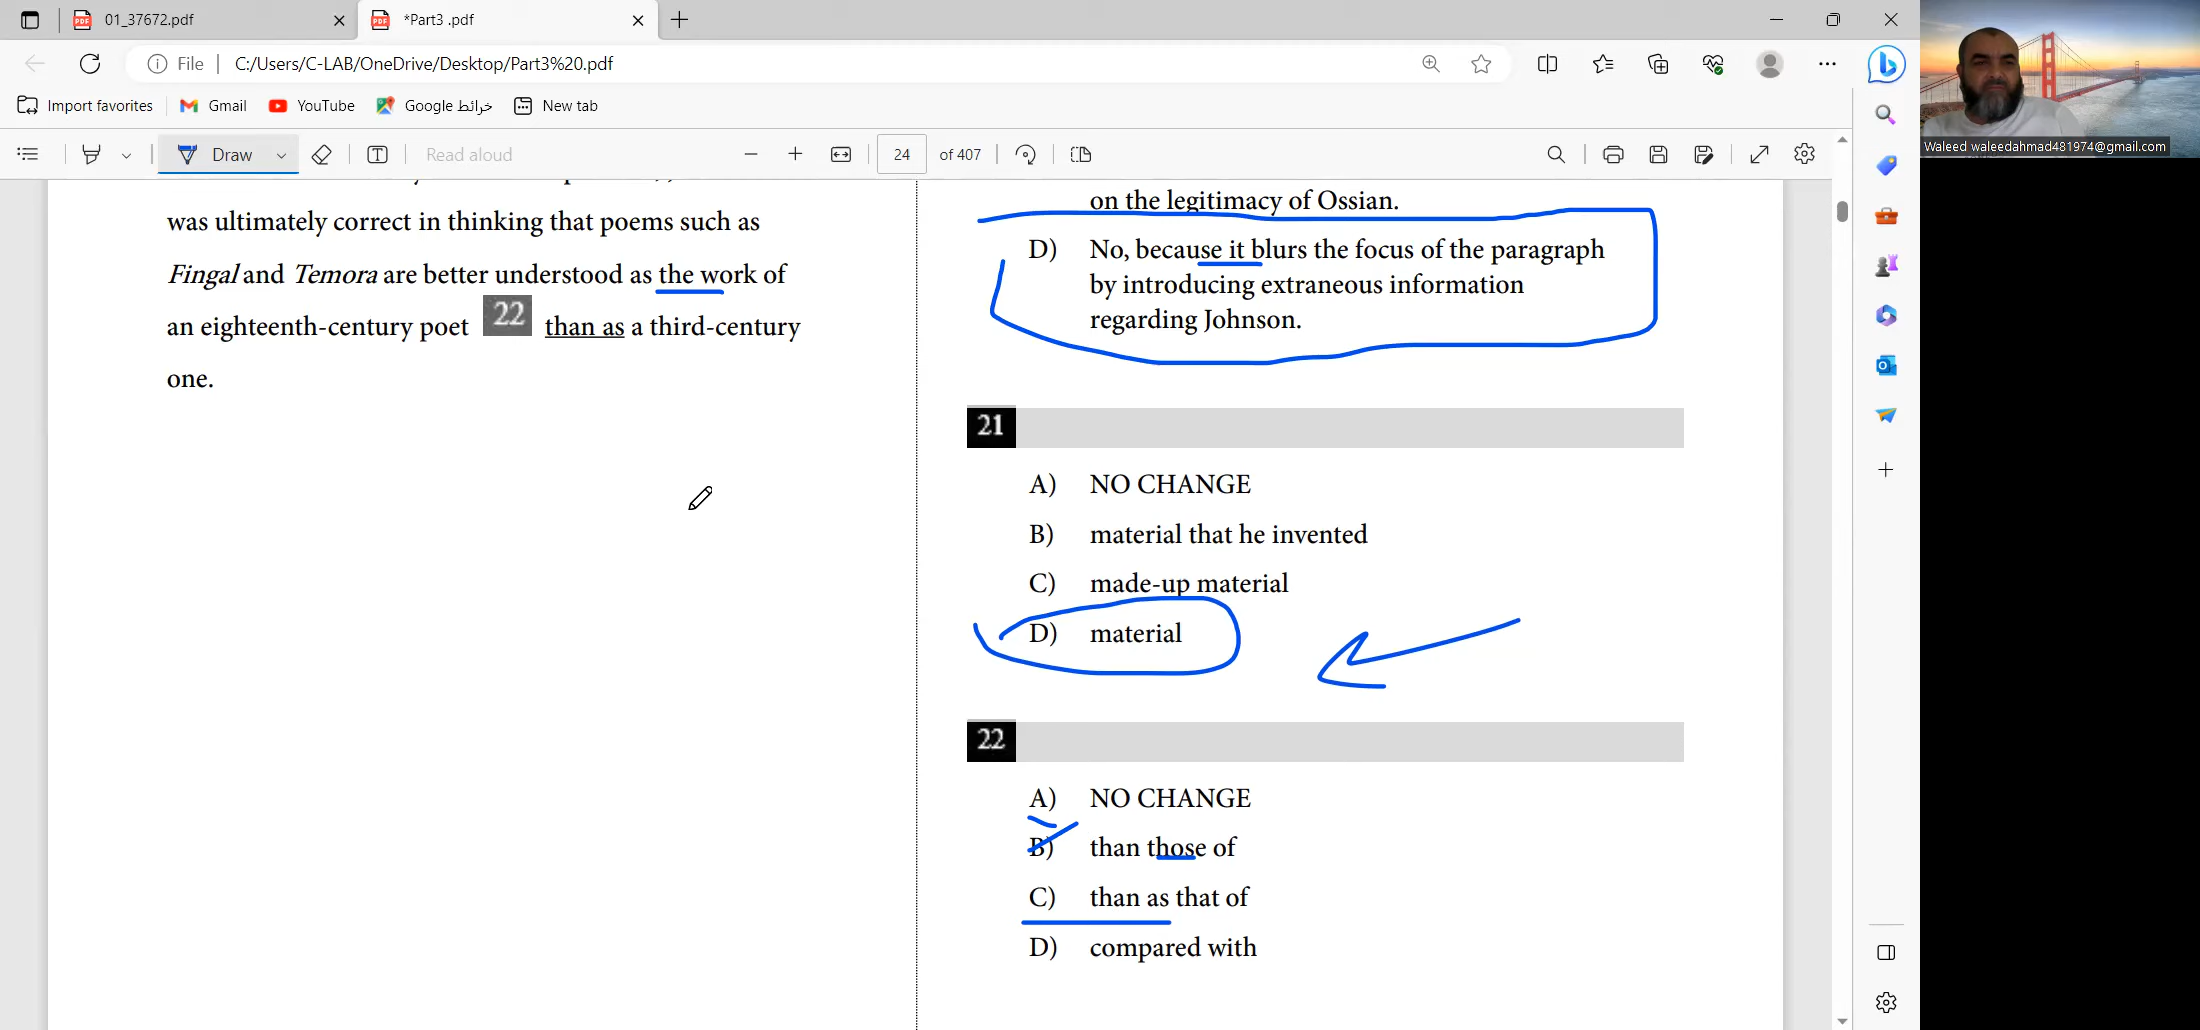 01_37672.pdf
*Part3 .pdf
File
C:/Users/C-LAB/OneDrive/Desktop/Part3%20.pdf
Import favorites
Gmail
YouTube
Google خرائط
New tab
Draw
Read aloud
24
of 407
Waleed waleedahmad481974@gmail.com
was ultimately correct in thinking that poems such as
Fingal and Temora are better understood as the work of
an eighteenth-century poet 22 than as a third-century
one.
on the legitimacy of Ossian.
D) No, because it blurs the focus of the paragraph
by introducing extraneous information
regarding Johnson.
21
A) NO CHANGE
B) material that he invented
C) made-up material
D) material
22
A) NO CHANGE
B) than those of
C) than as that of
D) compared with